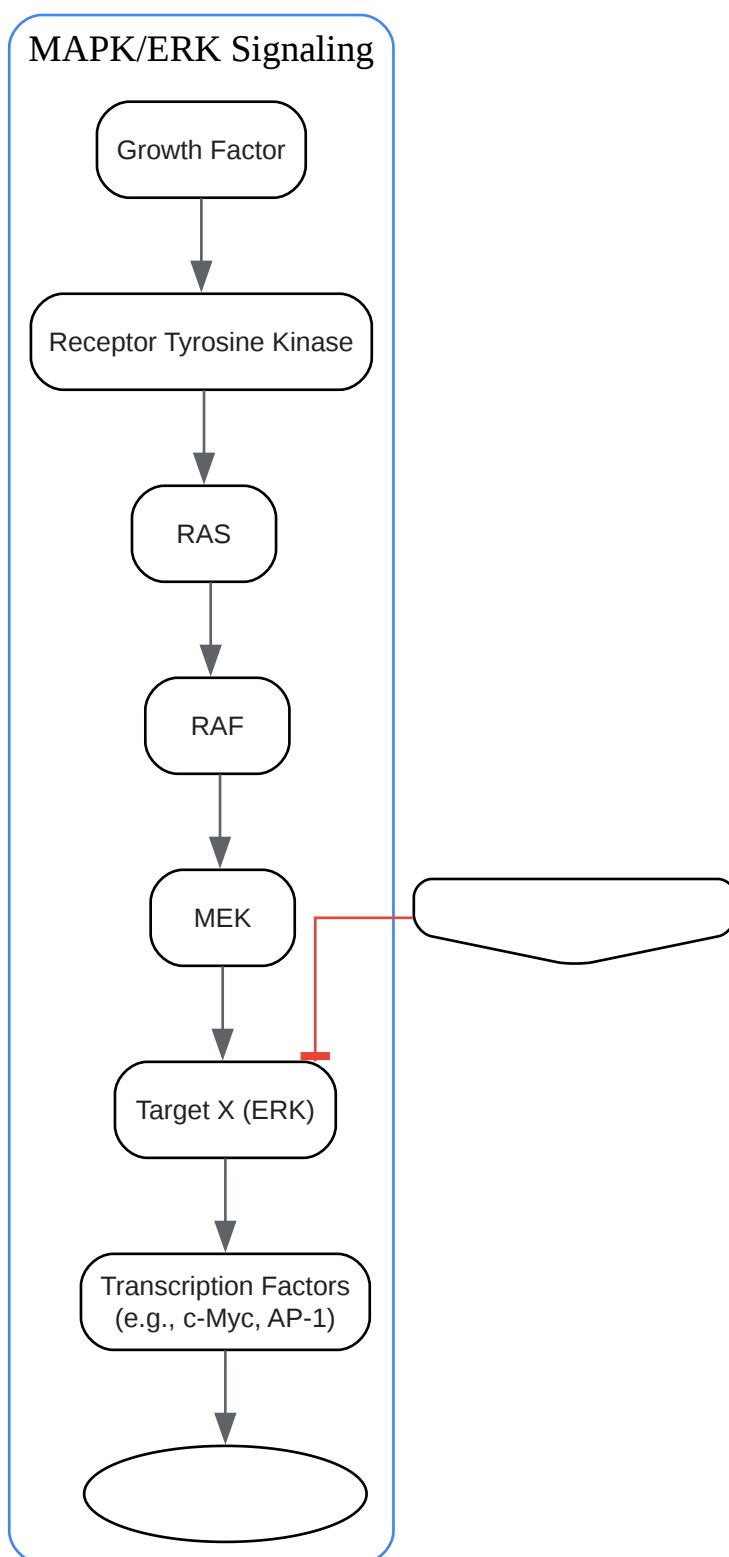 MAPK/ERK Signaling
Growth Factor
Receptor Tyrosine Kinase
RAS
RAF
MEK
Target X (ERK)
Transcription Factors
(e.g., c-Myc, AP-1)